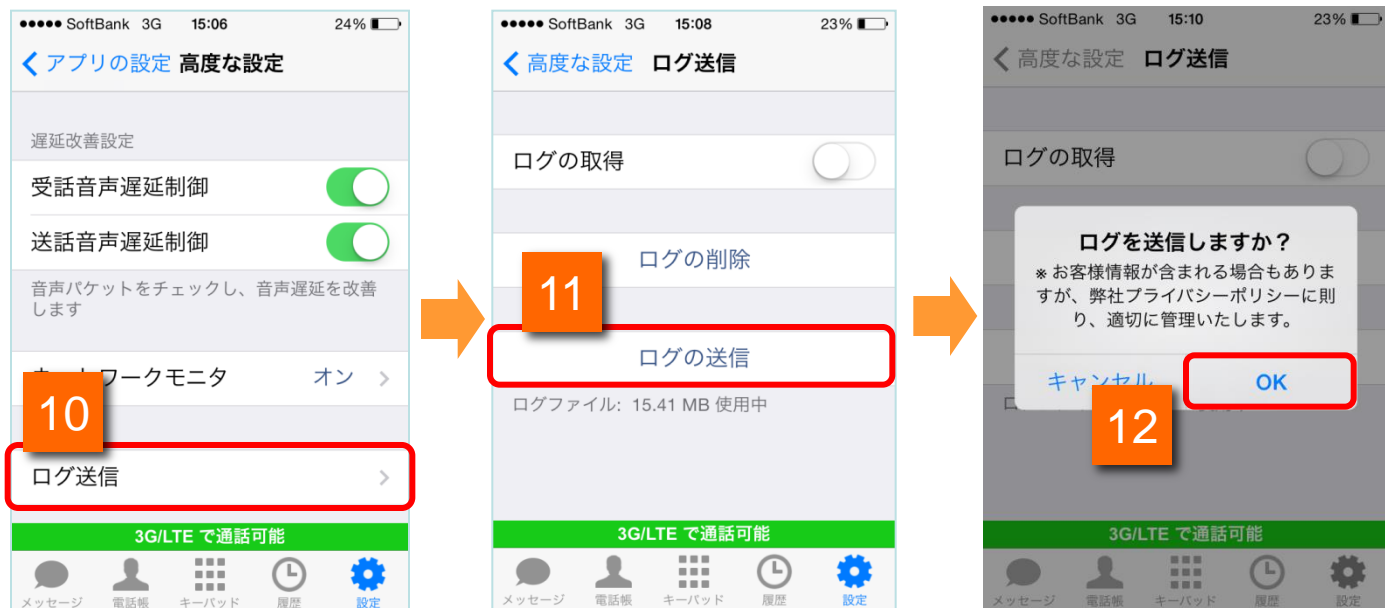 ●●●●● SoftBank 3G 15:06 24%
アプリの設定 高度な設定
遅延改善設定
受話音声遅延制御
送話音声遅延制御
音声パケットをチェックし、音声遅延を改善
します
ワークモニタ オン
10
ログ送信
3G/LTE で通話可能
メッセージ 電話帳 キーパッド 履歴 設定
●●●●● SoftBank 3G 15:08 23%
高度な設定 ログ送信
ログの取得
ログの削除
11
ログの送信
ログファイル: 15.41 MB 使用中
3G/LTE で通話可能
メッセージ 電話帳 キーパッド 履歴 設定
●●●●● SoftBank 3G 15:10 23%
高度な設定 ログ送信
ログの取得
ログを送信しますか？
※お客様情報が含まれる場合もありま
すが、弊社プライバシーポリシーに則
り、適切に管理いたします。
キャンセル OK
12
3G/LTE で通話可能
メッセージ 電話帳 キーパッド 履歴 設定